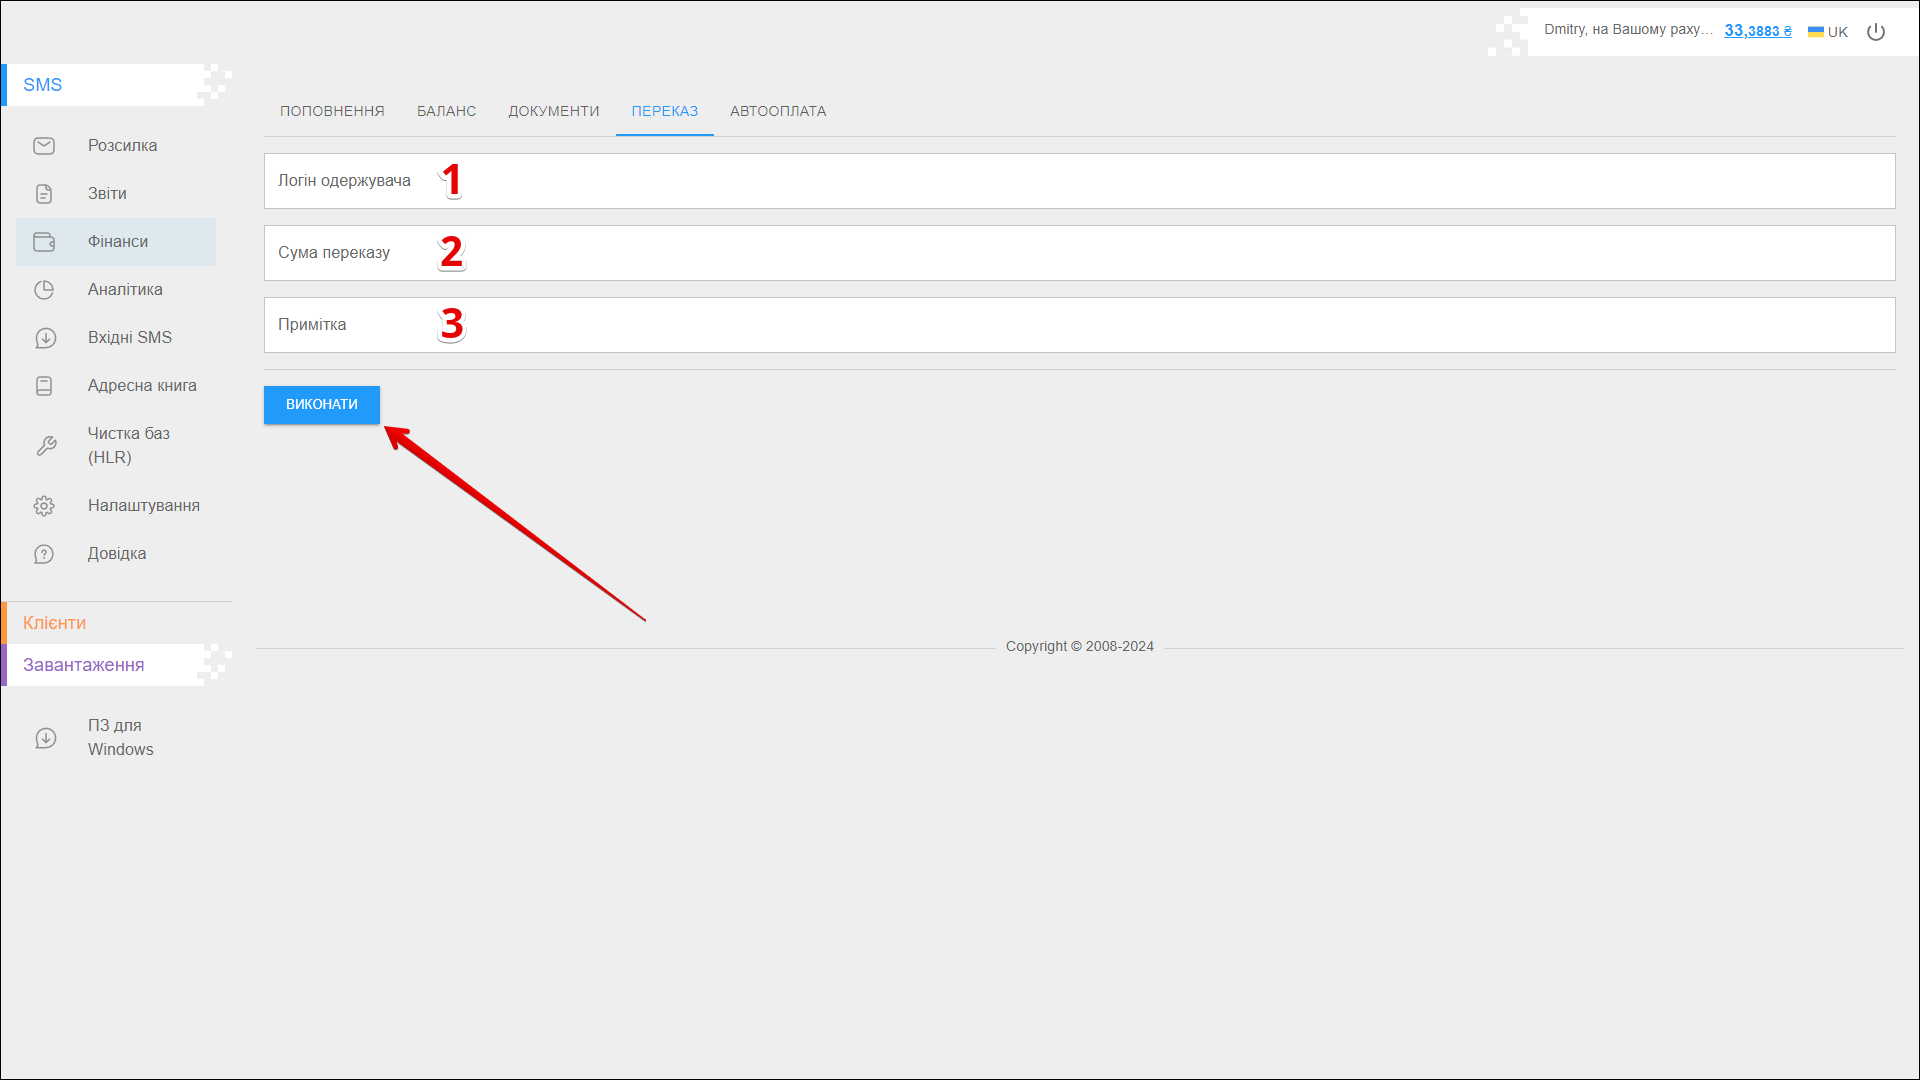 Dmitry, на Вашому раху... 33,3883 ₴ UK
SMS
Розсилка
Звіти
Фінанси
Аналітика
Вхідні SMS
Адресна книга
Чистка баз
(HLR)
Налаштування
Довідка
Клієнти
Завантаження
ПЗ для
Windows
ПОПОВНЕННЯ БАЛАНС ДОКУМЕНТИ ПЕРЕКАЗ АВТООПЛАТА
Логін одержувача 1
Сума переказу 2
Примітка 3
ВИКОНАТИ
Copyright © 2008-2024